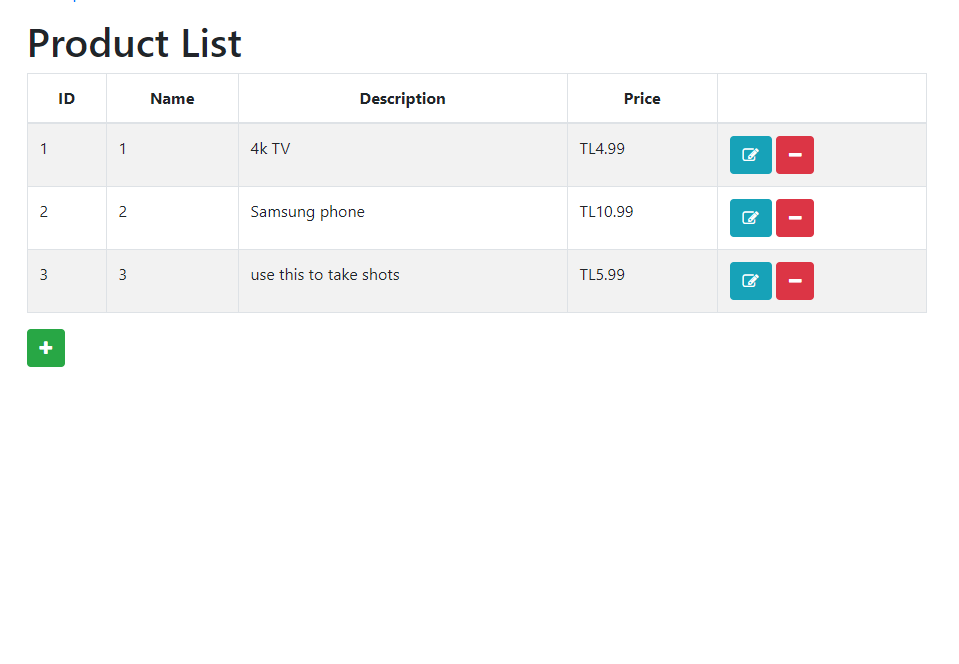 Product List
ID Name Description Price
1 1 4k TV TL4.99
2 2 Samsung phone TL10.99
3 3 use this to take shots TL5.99